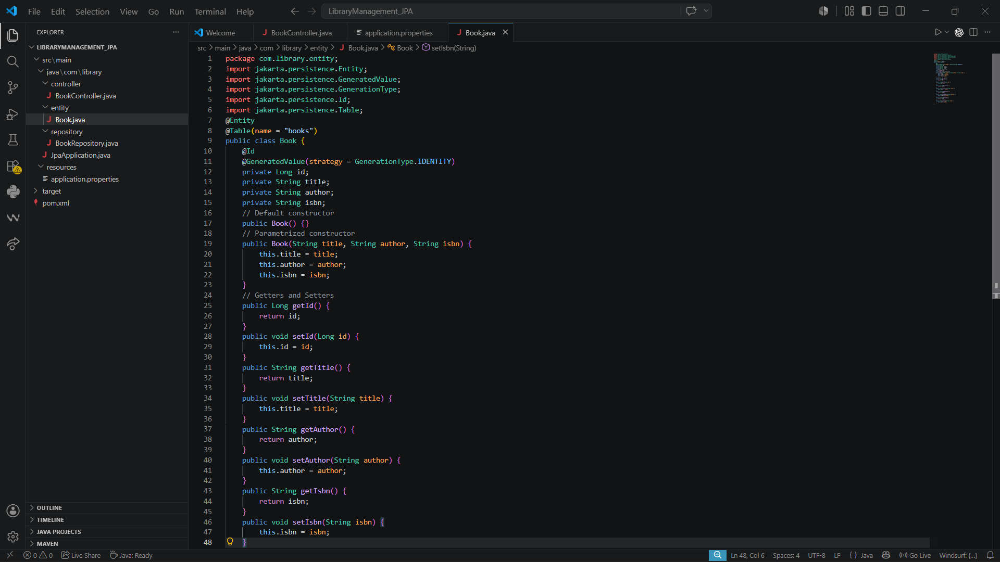 File Edit Selection View Go Run Terminal Help
LibraryManagement_JPA
EXPLORER
LIBRARYMANAGEMENT_JPA
src\main
java\com\library
controller
BookController.java
entity
Book.java
repository
BookRepository.java
JpaApplication.java
resources
application.properties
target
pom.xml
OUTLINE
TIMELINE
JAVA PROJECTS
MAVEN
Welcome BookController.java application.properties Book.java
src > main > java > com > library > entity > Book.java > Book > setIsbn(String)
1 package com.library.entity;
2 import jakarta.persistence.Entity;
3 import jakarta.persistence.GeneratedValue;
4 import jakarta.persistence.GenerationType;
5 import jakarta.persistence.Id;
6 import jakarta.persistence.Table;
7 @Entity
8 @Table(name = "books")
9 public class Book {
10 @Id
11 @GeneratedValue(strategy = GenerationType.IDENTITY)
12 private Long id;
13 private String title;
14 private String author;
15 private String isbn;
16 // Default constructor
17 public Book() {}
18 // Parametrized constructor
19 public Book(String title, String author, String isbn) {
20 this.title = title;
21 this.author = author;
22 this.isbn = isbn;
23 }
24 // Getters and Setters
25 public Long getId() {
26 return id;
27 }
28 public void setId(Long id) {
29 this.id = id;
30 }
31 public String getTitle() {
32 return title;
33 }
34 public void setTitle(String title) {
35 this.title = title;
36 }
37 public String getAuthor() {
38 return author;
39 }
40 public void setAuthor(String author) {
41 this.author = author;
42 }
43 public String getIsbn() {
44 return isbn;
45 }
46 public void setIsbn(String isbn) {
47 this.isbn = isbn;
48 }
0 0 Live Share Java: Ready Ln 48, Col 6 Spaces: 4 UTF-8 LF {} Java Go Live Windsurf: {...}